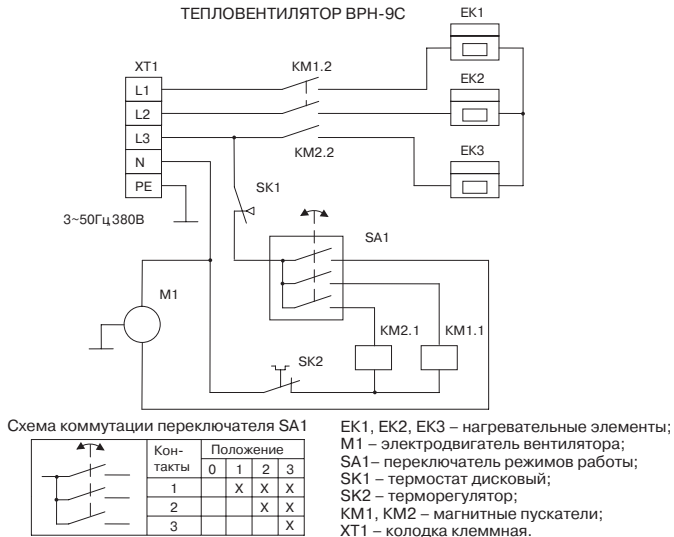 ТЕПЛОВЕНТИЛЯТОР ВРН-9С
EK1
XT1
KM1.2
L1
EK2
L2
L3
KM2.2
EK3
N
PE
SK1
3~50Гц 380В
SA1
M1
KM2.1
KM1.1
SK2
Схема коммутации переключателя SA1
Кон-
такты
Положение
0 1 2 3
1 X X X
2 X X
3 X
EK1, EK2, EK3 – нагревательные элементы;
M1 – электродвигатель вентилятора;
SA1– переключатель режимов работы;
SK1 – термостат дисковый;
SK2 – терморегулятор;
KM1, KM2 – магнитные пускатели;
XT1 – колодка клеммная.